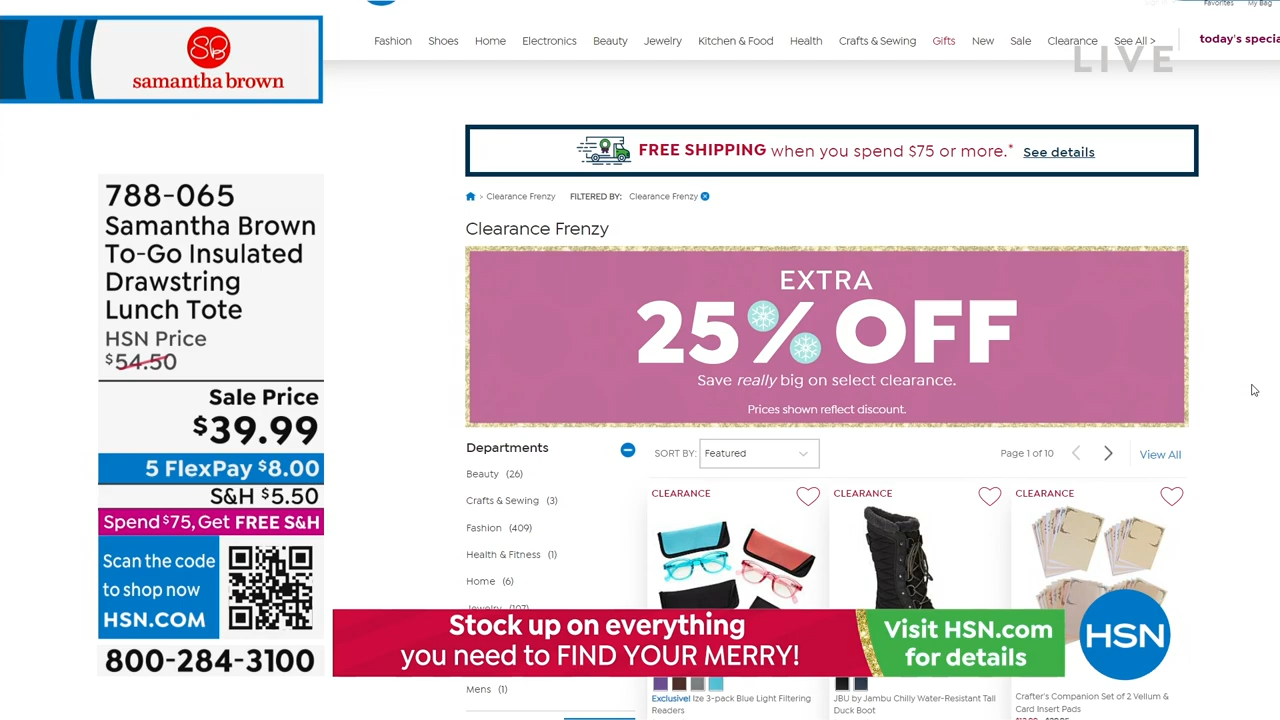 samantha brown
788-065
Samantha Brown
To-Go Insulated
Drawstring
Lunch Tote
HSN Price
$54.50
Sale Price
$39.99
5 FlexPay $8.00
S&H $5.50
Spend $75, Get FREE S&H
Scan the code
to shop now
HSN.COM
800-284-3100
Favorites My Bag
Fashion Shoes Home Electronics Beauty Jewelry Kitchen & Food Health Crafts & Sewing Gifts New Sale Clearance See All > today's specia
LIVE
FREE SHIPPING when you spend $75 or more.* See details
> Clearance Frenzy FILTERED BY: Clearance Frenzy
Clearance Frenzy
EXTRA
25% OFF
Save really big on select clearance.
Prices shown reflect discount.
Departments
SORT BY: Featured
Page 1 of 10
View All
Beauty (26)
Crafts & Sewing (3)
Fashion (409)
Health & Fitness (1)
Home (6)
Jewelry (107)
Mens (1)
CLEARANCE
CLEARANCE
CLEARANCE
Exclusive! Ize 3-pack Blue Light Filtering
Readers
JBU by Jambu Chilly Water-Resistant Tall
Duck Boot
Crafter's Companion Set of 2 Vellum &
Card Insert Pads
Stock up on everything
you need to FIND YOUR MERRY!
Visit HSN.com
for details
HSN